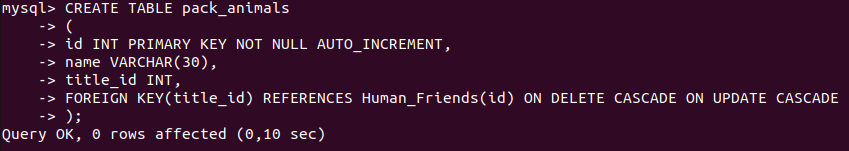 mysql> CREATE TABLE pack_animals
    -> (
    -> id INT PRIMARY KEY NOT NULL AUTO_INCREMENT,
    -> name VARCHAR(30),
    -> title_id INT,
    -> FOREIGN KEY(title_id) REFERENCES Human_Friends(id) ON DELETE CASCADE ON UPDATE CASCADE
    -> );
Query OK, 0 rows affected (0,10 sec)